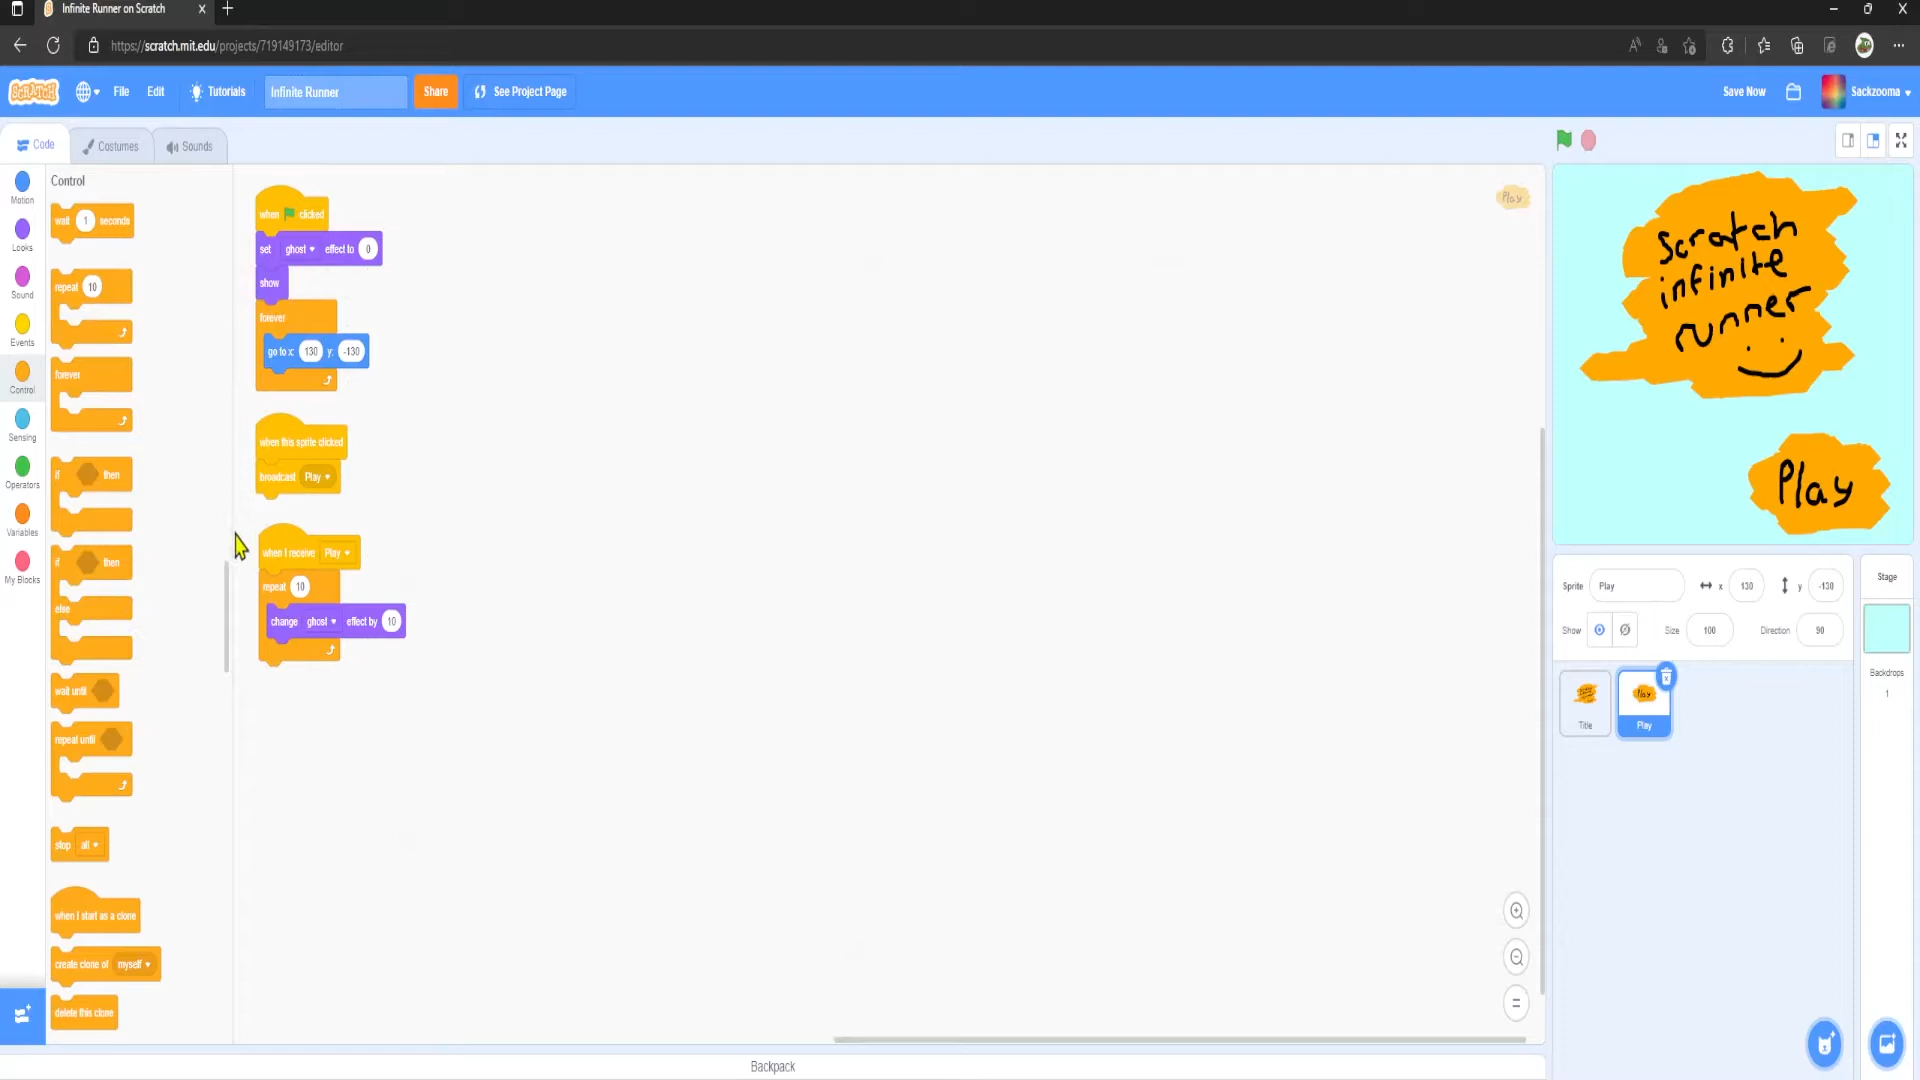 Infinite Runner on Scratch
https://scratch.mit.edu/projects/719149173/editor
SCRATCH
File
Edit
Tutorials
Infinite Runner
Share
See Project Page
Save Now
Sackzooma
Code
Costumes
Sounds
Motion
Looks
Sound
Events
Control
Sensing
Operators
Variables
My Blocks
Control
wait 1 seconds
repeat 10
forever
if then
if then
else
wait until
repeat until
stop all
when I start as a clone
create clone of myself
delete this clone
when clicked
set ghost effect to 0
show
forever
go to x: 130 y: -130
when this sprite clicked
broadcast Play
when I receive Play
repeat 10
change ghost effect by 10
Play
Scratch
infinite
runner
Play
Sprite Play x 130 y -130
Show Size 100 Direction 90
Title
Play
Play
Stage
Backdrops
1
Backpack